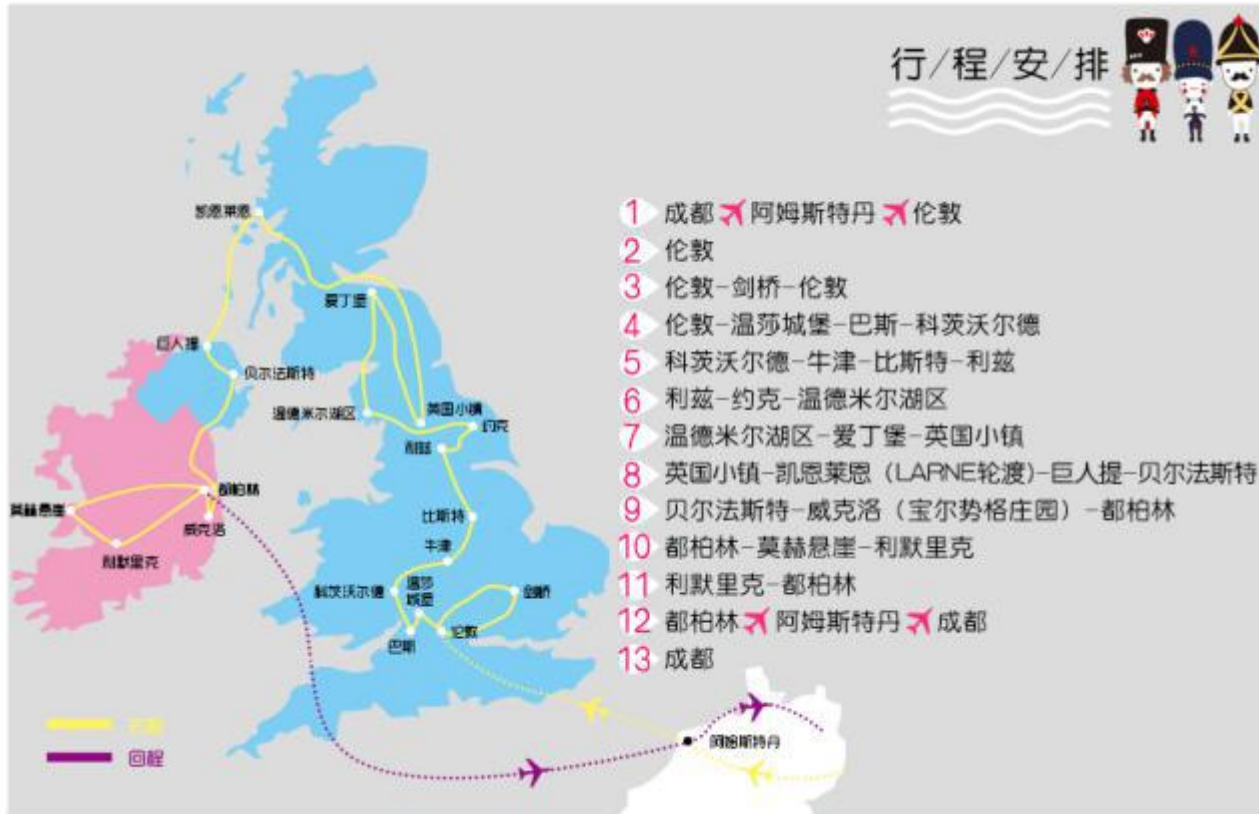 行/程/安/排
1 成都 阿姆斯特丹 伦敦
2 伦敦
3 伦敦-剑桥-伦敦
4 伦敦-温莎城堡-巴斯-科茨沃尔德
5 科茨沃尔德-牛津-比斯特-利兹
6 利兹-约克-温德米尔湖区
7 温德米尔湖区-爱丁堡-英国小镇
8 英国小镇-凯恩莱恩（LARNE轮渡）-巨人提-贝尔法斯特
9 贝尔法斯特-威克洛（宝尔势格庄园）-都柏林
10 都柏林-莫赫悬崖-利默里克
11 利默里克-都柏林
12 都柏林 阿姆斯特丹 成都
13 成都
凯恩莱恩
爱丁堡
巨人提
贝尔法斯特
温德米尔湖区
英国小镇
约克
利兹
都柏林
莫赫悬崖
威克洛
比斯特
利默里克
牛津
科茨沃尔德
温莎
城堡
剑桥
巴斯
伦敦
阿姆斯特丹
去程
回程